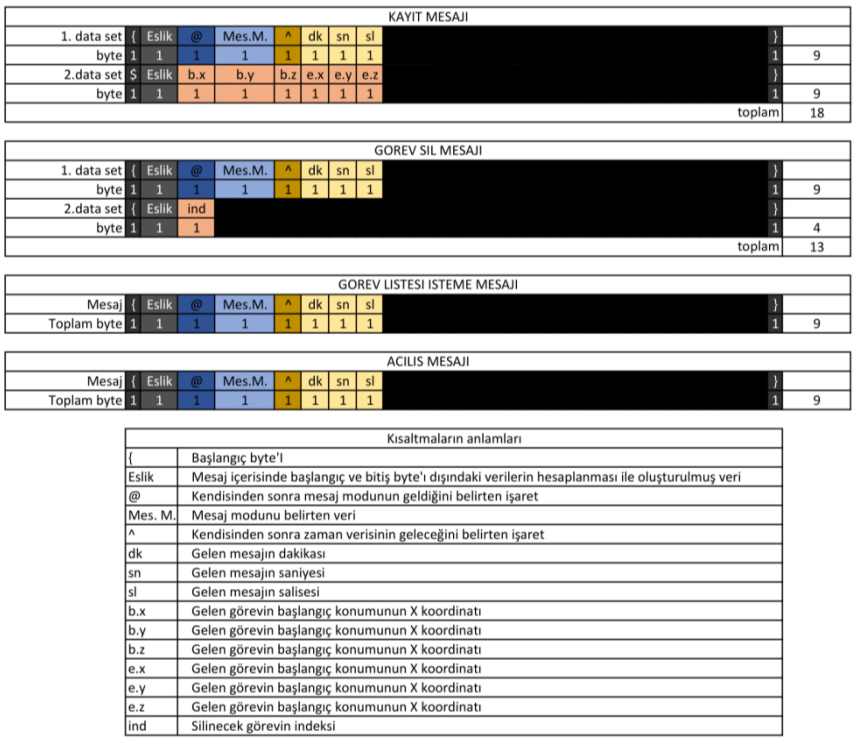 KAYIT MESAJI
1. data set { Eslik @ Mes.M. ^ dk sn sl }
byte 1 1 1 1 1 1 1 1 1 9
2.data set $ Eslik b.x b.y b.z e.x e.y e.z }
byte 1 1 1 1 1 1 1 1 1 9
toplam 18
GOREV SIL MESAJI
1. data set { Eslik @ Mes.M. ^ dk sn sl }
byte 1 1 1 1 1 1 1 1 1 9
2.data set { Eslik ind }
byte 1 1 1 1 4
toplam 13
GOREV LISTESI ISTEME MESAJI
Mesaj { Eslik @ Mes.M. ^ dk sn sl }
Toplam byte 1 1 1 1 1 1 1 1 1 9
ACILIS MESAJI
Mesaj { Eslik @ Mes.M. ^ dk sn sl }
Toplam byte 1 1 1 1 1 1 1 1 1 9
Kısaltmaların anlamları
{ Başlangıç byte'I
Eslik Mesaj içerisinde başlangıç ve bitiş byte'ı dışındaki verilerin hesaplanması ile oluşturulmuş veri
@ Kendisinden sonra mesaj modunun geldiğini belirten işaret
Mes. M. Mesaj modunu belirten veri
^ Kendisinden sonra zaman verisinin geleceğini belirten işaret
dk Gelen mesajın dakikası
sn Gelen mesajın saniyesi
sl Gelen mesajın salisesi
b.x Gelen görevin başlangıç konumunun X koordinatı
b.y Gelen görevin başlangıç konumunun X koordinatı
b.z Gelen görevin başlangıç konumunun X koordinatı
e.x Gelen görevin başlangıç konumunun X koordinatı
e.y Gelen görevin başlangıç konumunun X koordinatı
e.z Gelen görevin başlangıç konumunun X koordinatı
ind Silinecek görevin indeksi